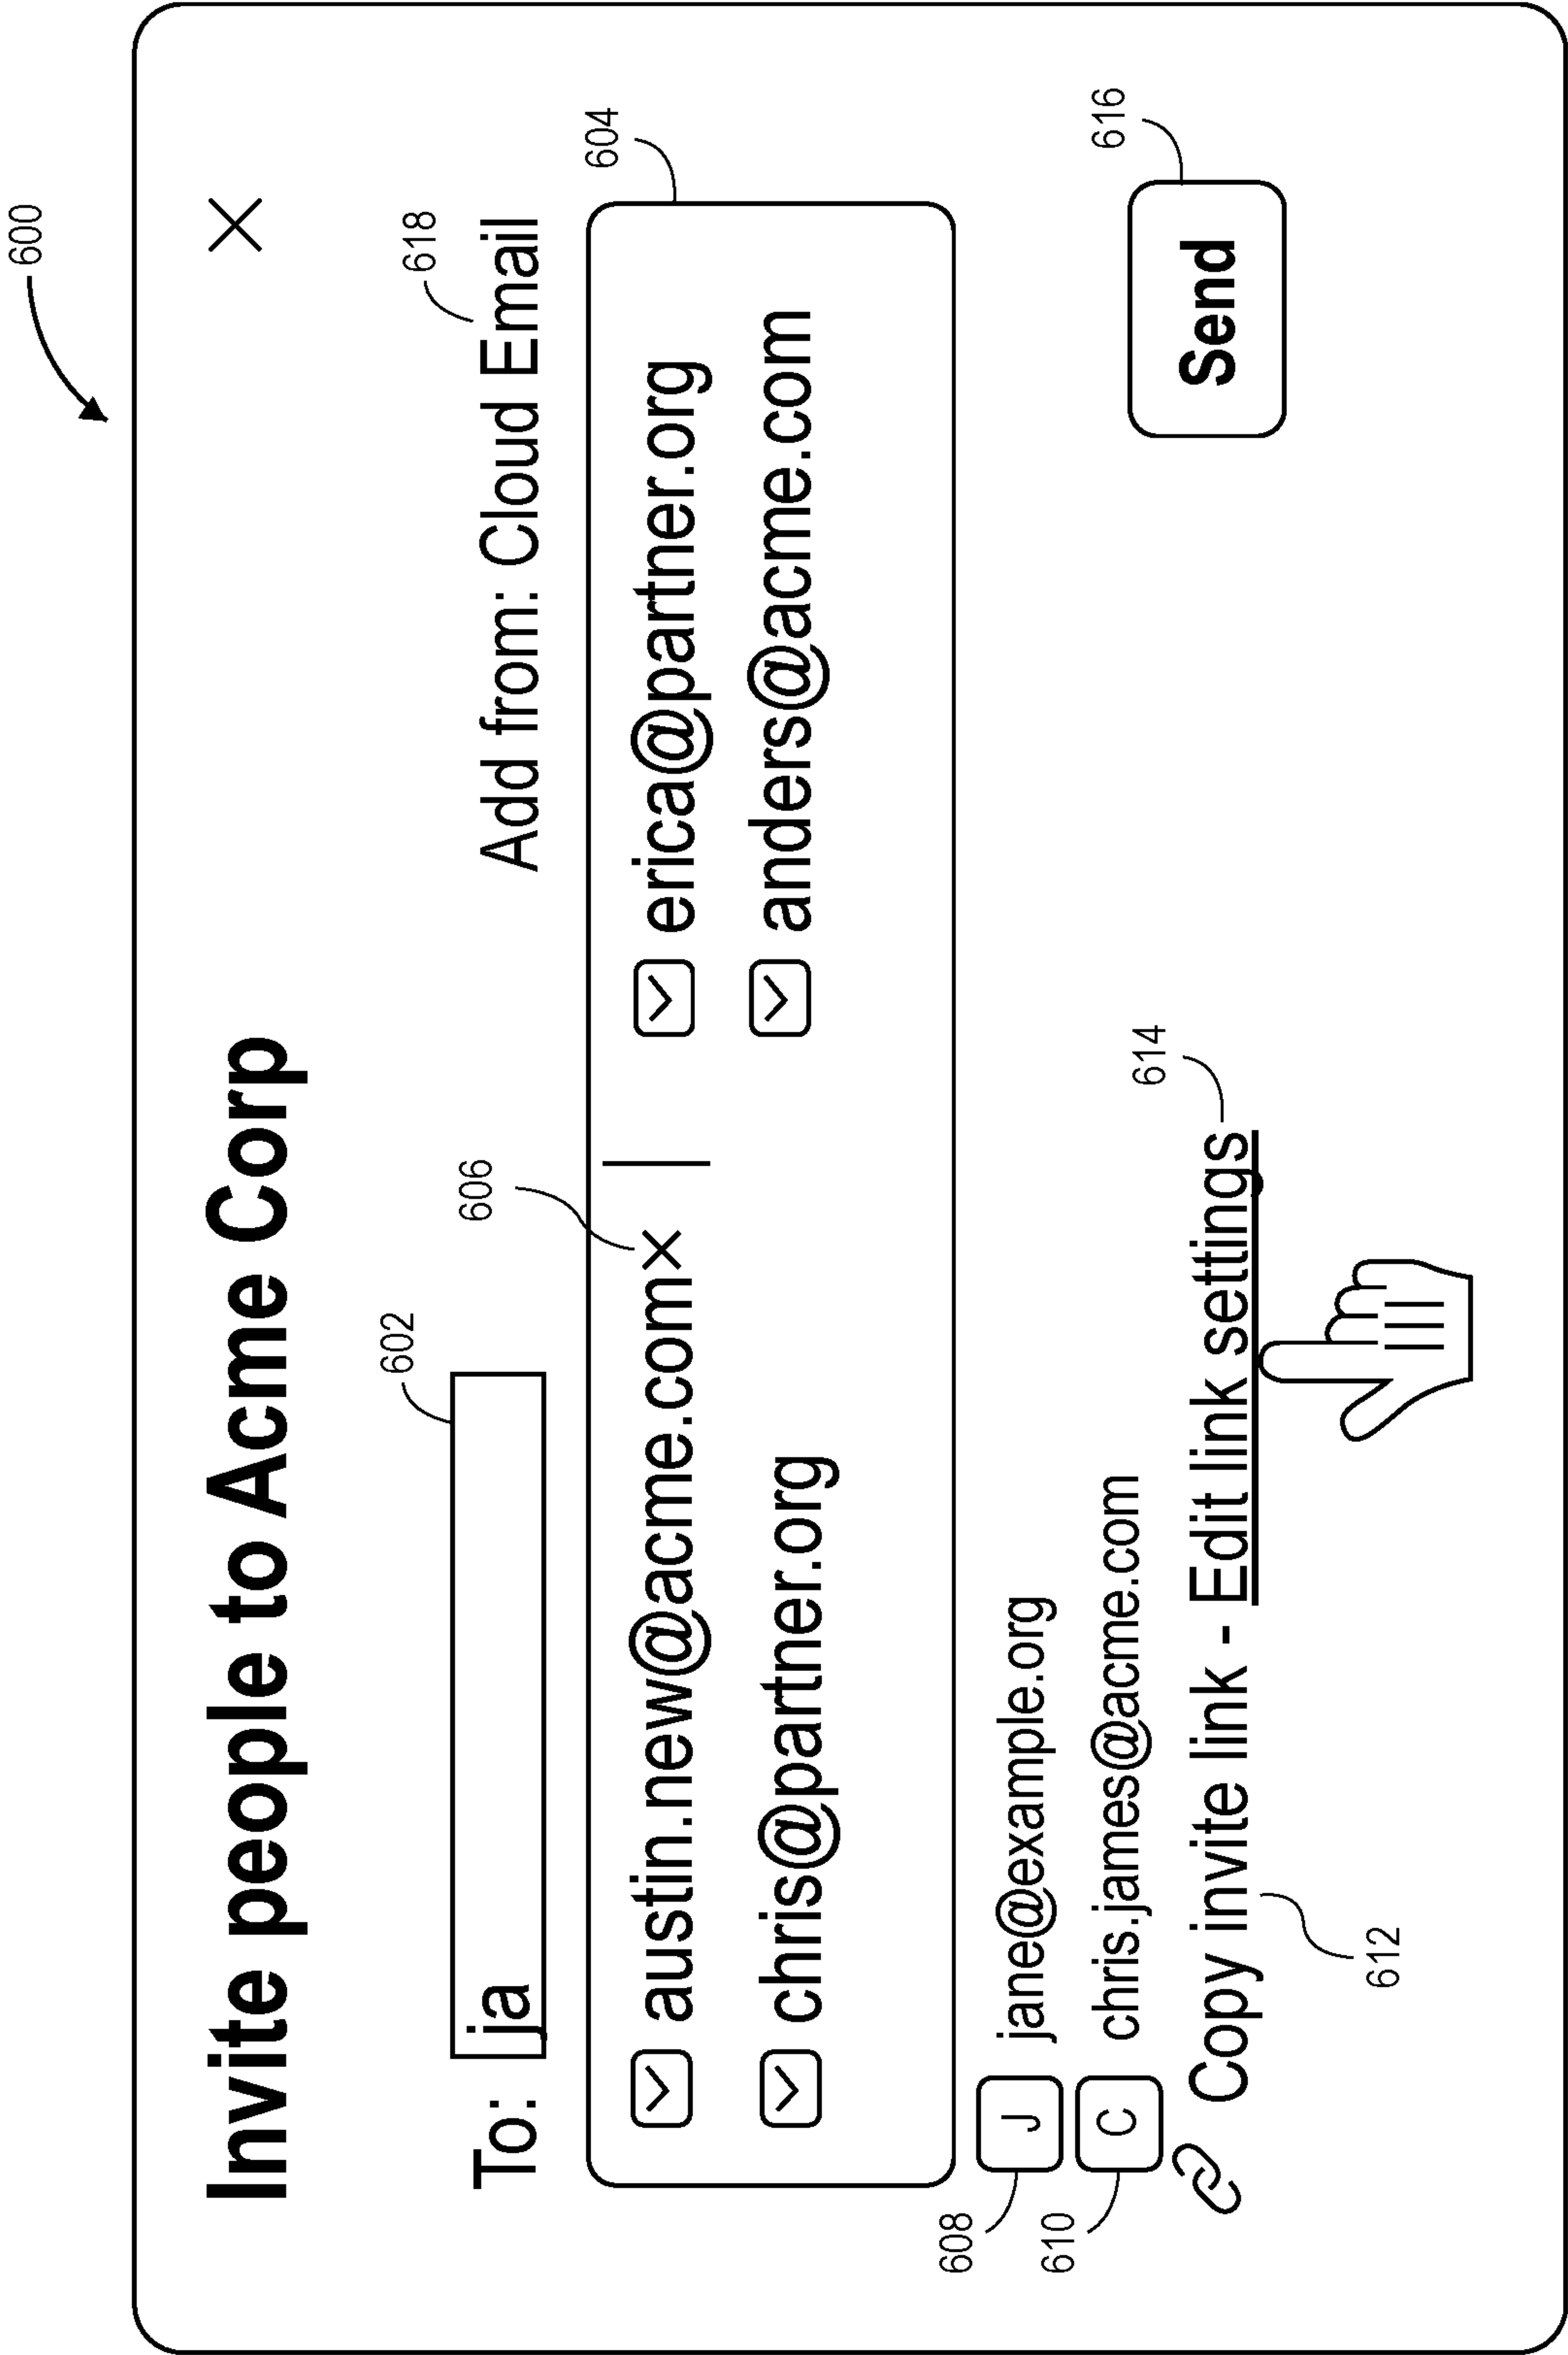 600
Invite people to Acme Corp
602
618
To: ja
Add from: Cloud Email
606
604
austin.new@acme.com× erica@partner.org
chris@partner.org anders@acme.com
608
J jane@example.org
610
C chris.james@acme.com
614
616
Copy invite link - Edit link settings
Send
612